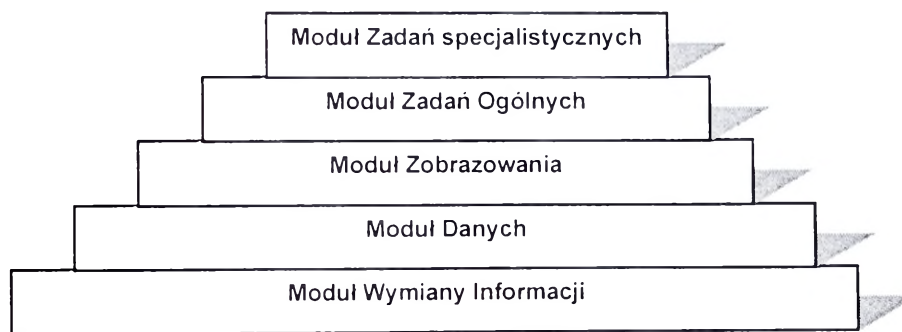 Moduł Zadań specjalistycznych
Moduł Zadań Ogólnych
Moduł Zobrazowania
Moduł Danych
Moduł Wymiany Informacji